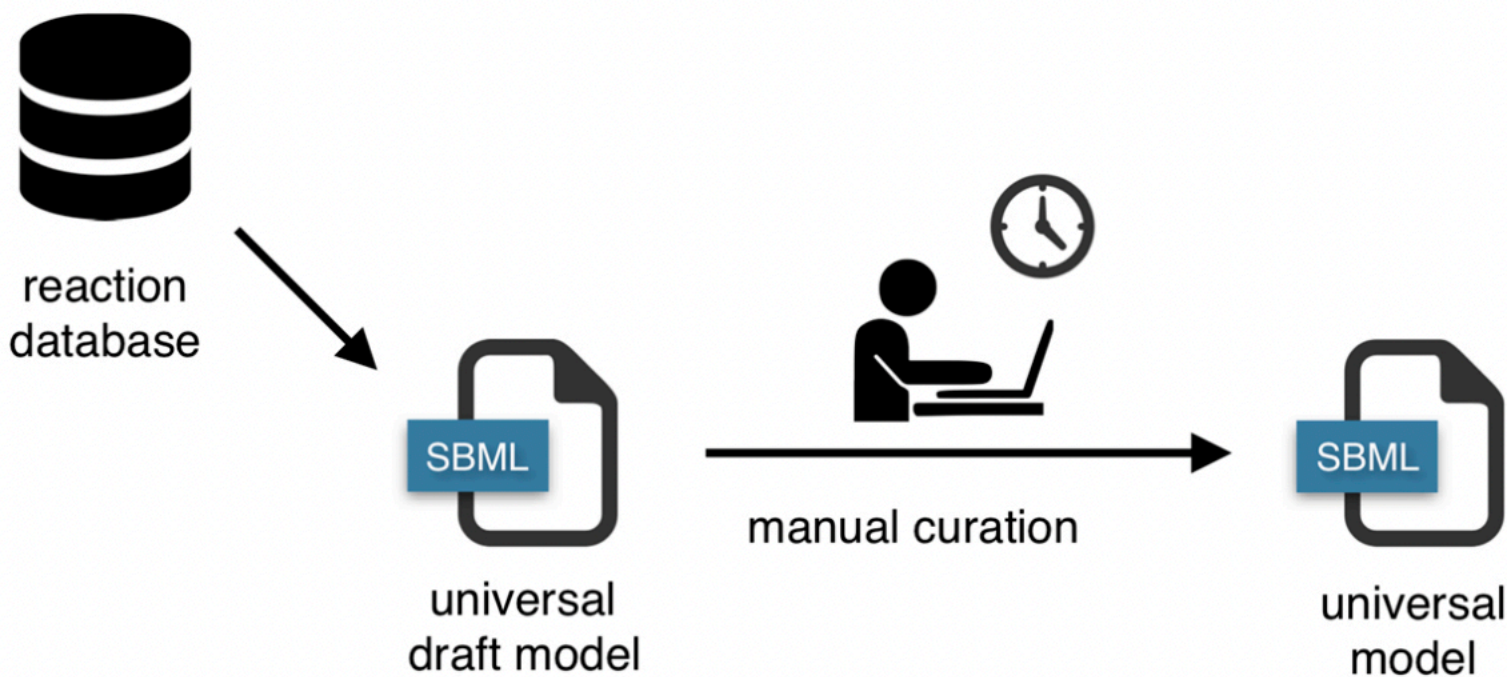 reaction
database
SBML
universal
draft model
manual curation
SBML
universal
model